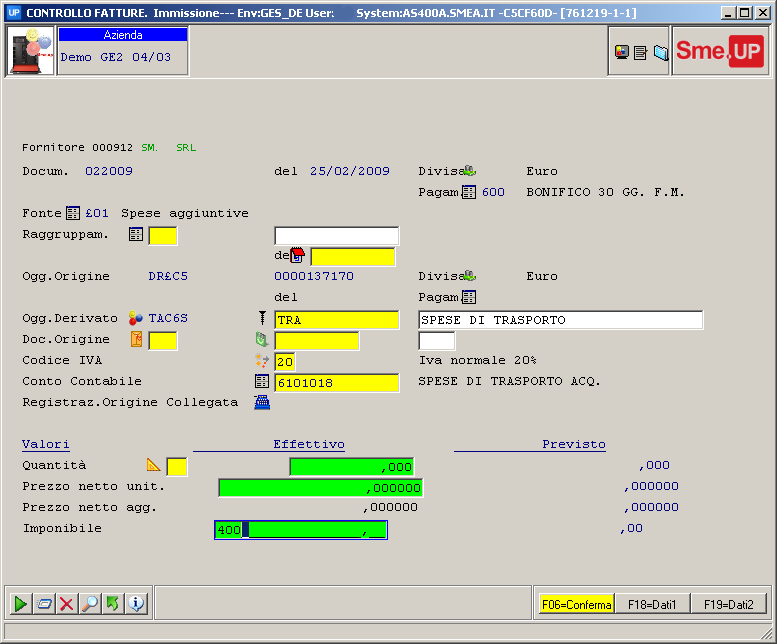 UP CONTROLLO FATTURE. Immissione--- Env:GES_DE User: System:AS400A.SMEA.IT -C5CF60D- [761219-1-1]
Azienda
Demo GE2 04/03
Sme.UP
Fornitore 000912 SM. SRL
Docum. 022009 del 25/02/2009 Divisa Euro
Pagam. 600 BONIFICO 30 GG. F.M.
Fonte £01 Spese aggiuntive
Raggruppam.
de
Ogg.Origine DR£C5 0000137170 Divisa Euro
del Pagam.
Ogg.Derivato TAC6S TRA SPESE DI TRASPORTO
Doc.Origine
Codice IVA 20 Iva normale 20%
Conto Contabile 6101018 SPESE DI TRASPORTO ACQ.
Registraz.Origine Collegata
Valori Effettivo Previsto
Quantità ,000 ,000
Prezzo netto unit. ,000000 ,000000
Prezzo netto agg. ,000000 ,000000
Imponibile 400 ,__ ,00
F06=Conferma F18=Dati1 F19=Dati2